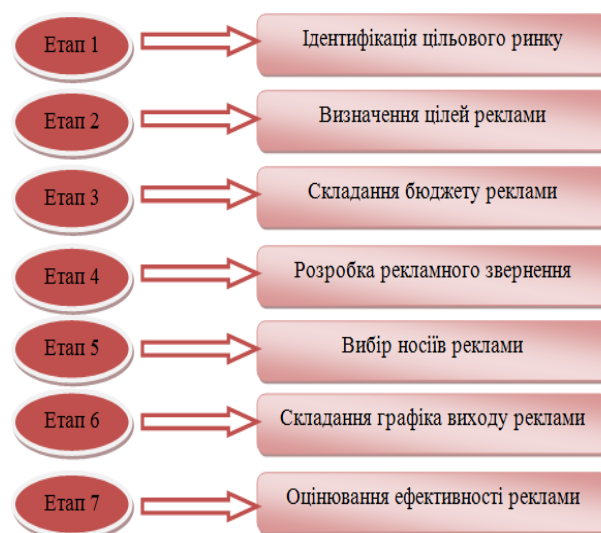 Етап 1
Ідентифікація цільового ринку
Етап 2
Визначення цілей реклами
Етап 3
Складання бюджету реклами
Етап 4
Розробка рекламного звернення
Етап 5
Вибір носіїв реклами
Етап 6
Складання графіка виходу реклами
Етап 7
Оцінювання ефективності реклами